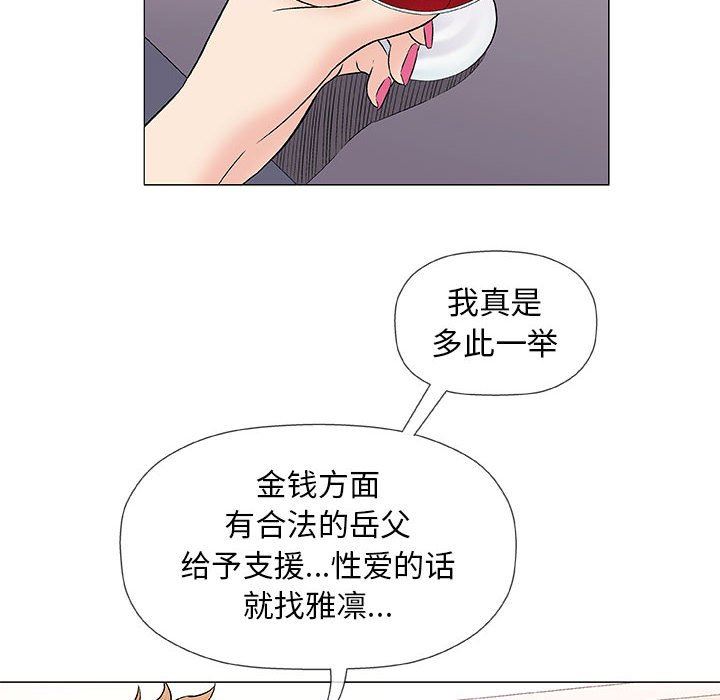 我真是
多此一举
金钱方面
有合法的岳父
给予支援...性爱的话
就找雅凛...